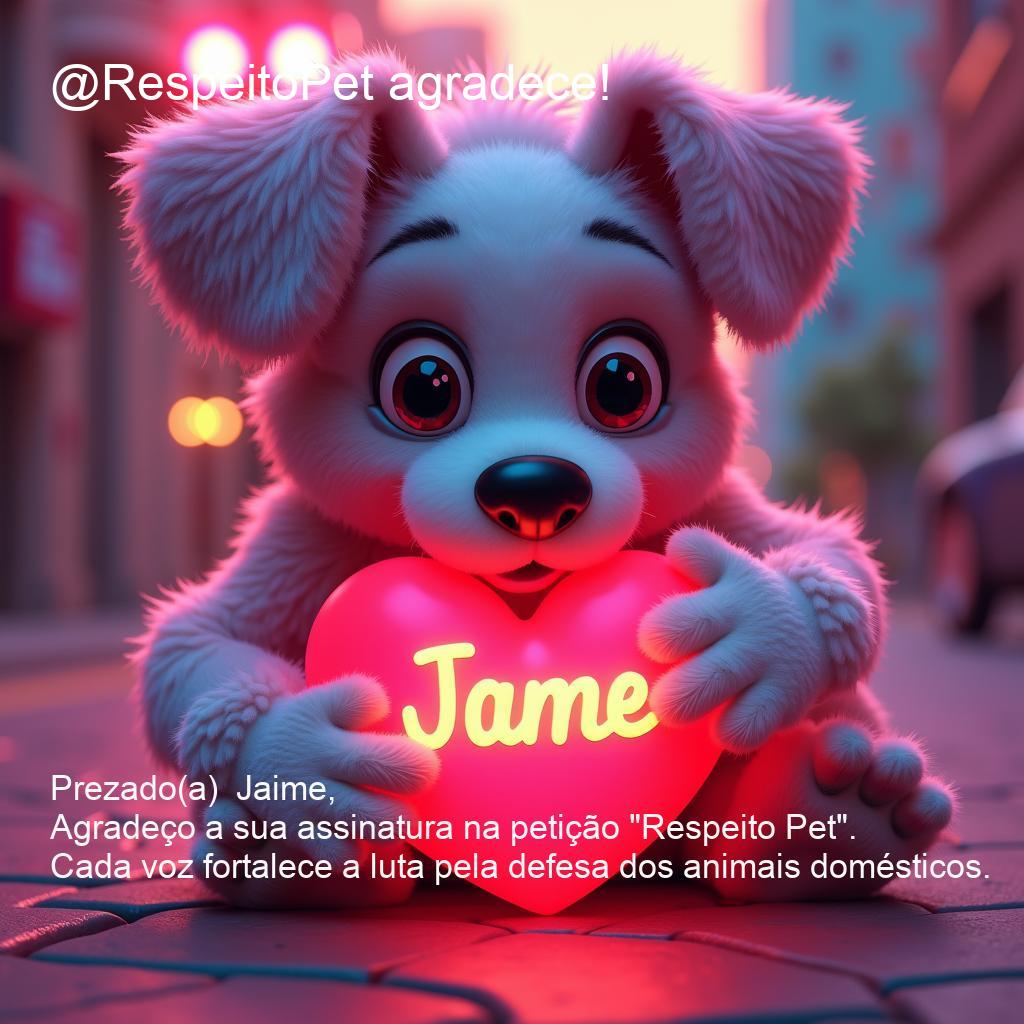 @RespeitoPet agradece!
Jame
Prezado(a)  Jaime,
Agradeço a sua assinatura na petição "Respeito Pet".
Cada voz fortalece a luta pela defesa dos animais domésticos.